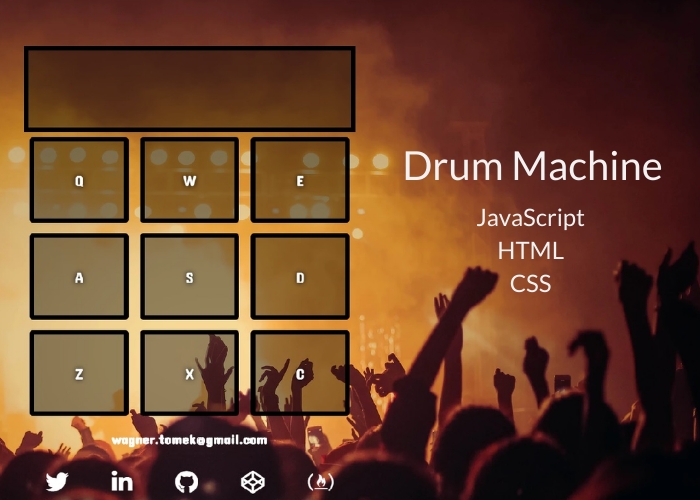 Q W E
A S D
Z X C
wagner.tomek@gmail.com
Drum Machine
JavaScript
HTML
CSS